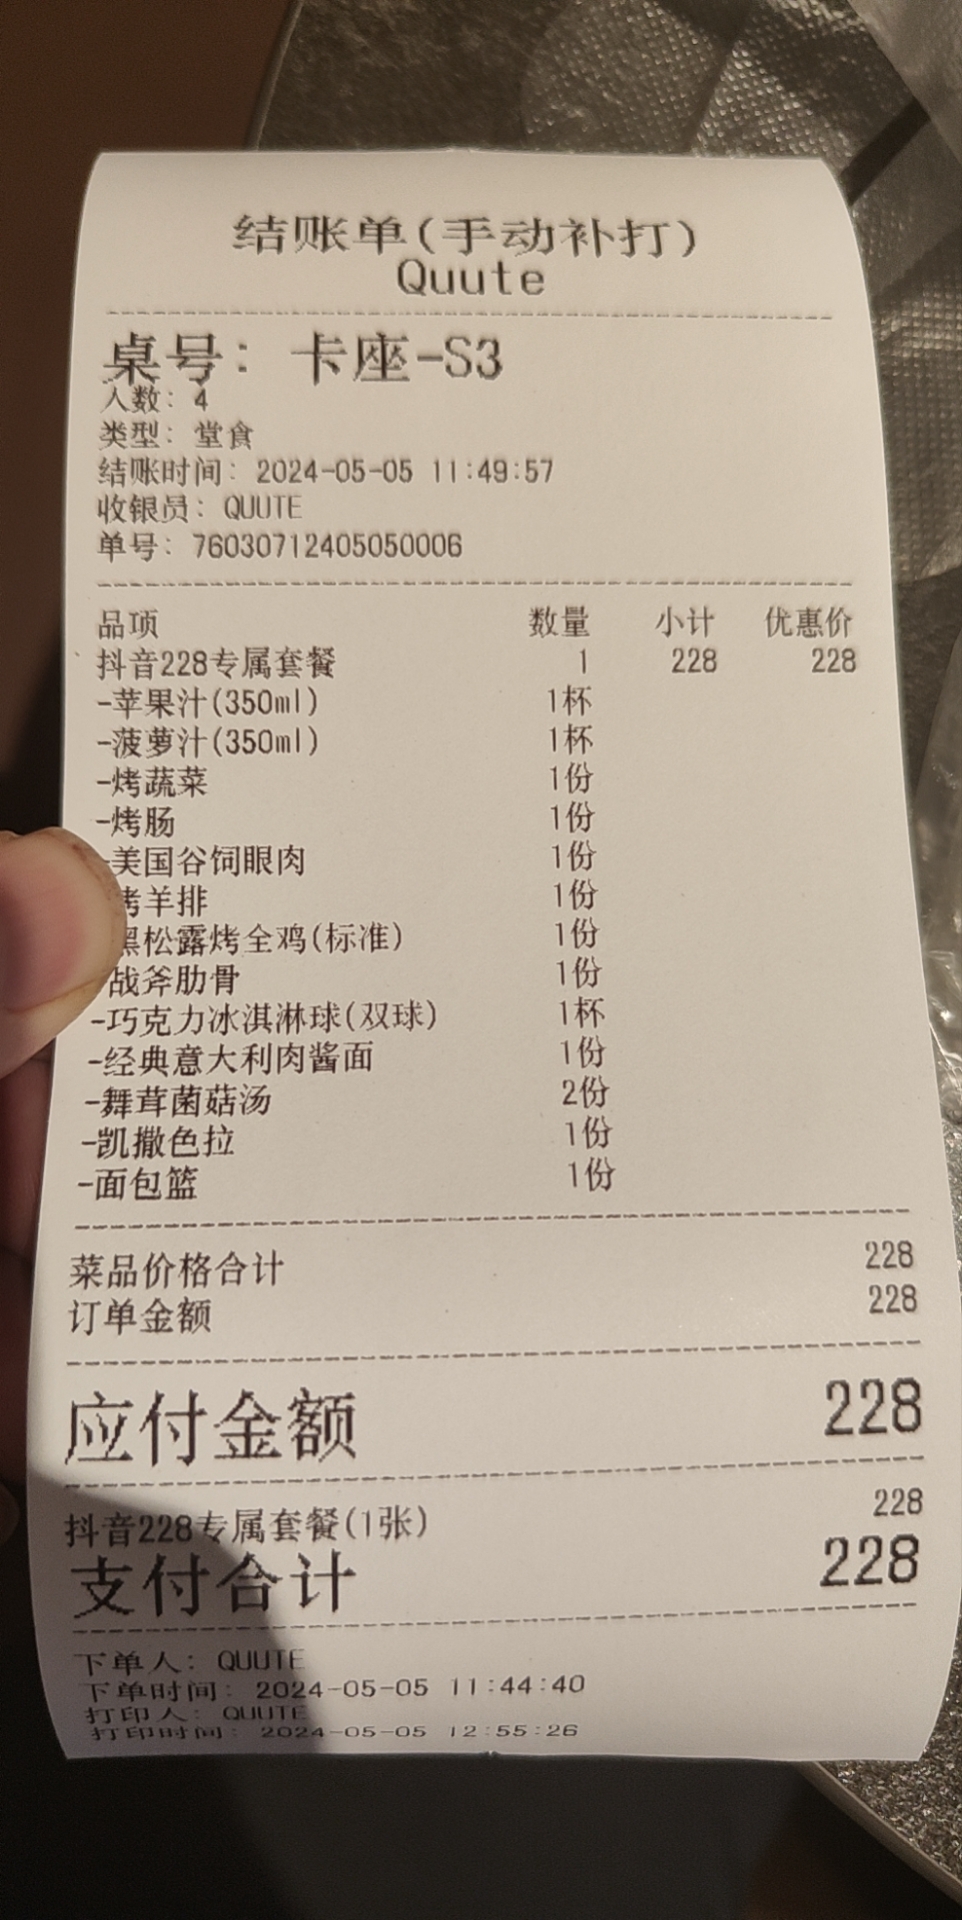 结账单(手动补打)
Quute
桌号: 卡座-S3
人数: 4
类型: 堂食
结账时间: 2024-05-05 11:49:57
收银员: QUUTE
单号: 76030712405050006
品项 数量 小计 优惠价
抖音228专属套餐 1 228 228
-苹果汁(350ml) 1杯
-菠萝汁(350ml) 1杯
-烤蔬菜 1份
-烤肠 1份
-美国谷饲眼肉 1份
烤羊排 1份
黑松露烤全鸡(标准) 1份
战斧肋骨 1份
-巧克力冰淇淋球(双球) 1杯
-经典意大利肉酱面 1份
-舞茸菌菇汤 2份
-凯撒色拉 1份
-面包篮 1份
菜品价格合计 228
订单金额 228
应付金额 228
抖音228专属套餐(1张) 228
支付合计 228
下单人: QUUTE
下单时间: 2024-05-05 11:44:40
打印人: QUUTE
打印时间: 2024-05-05 12:55:26